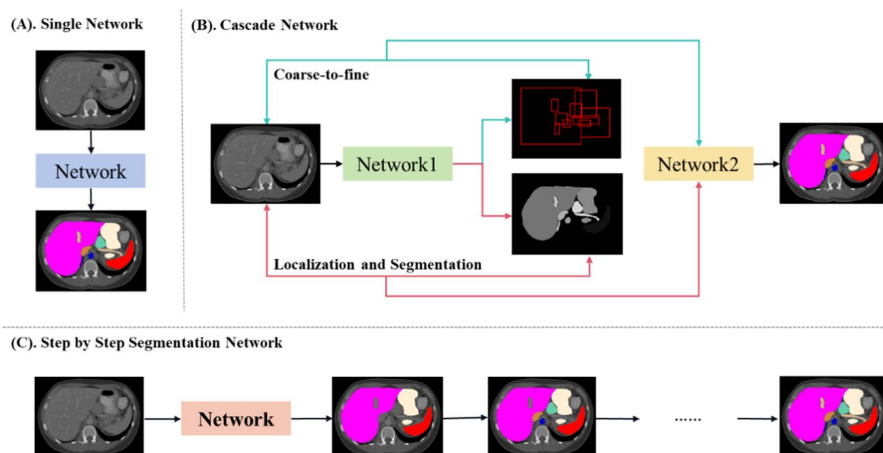 (A). Single Network
Network
(B). Cascade Network
Coarse-to-fine
Network1
Network2
Localization and Segmentation
(C). Step by Step Segmentation Network
Network
......